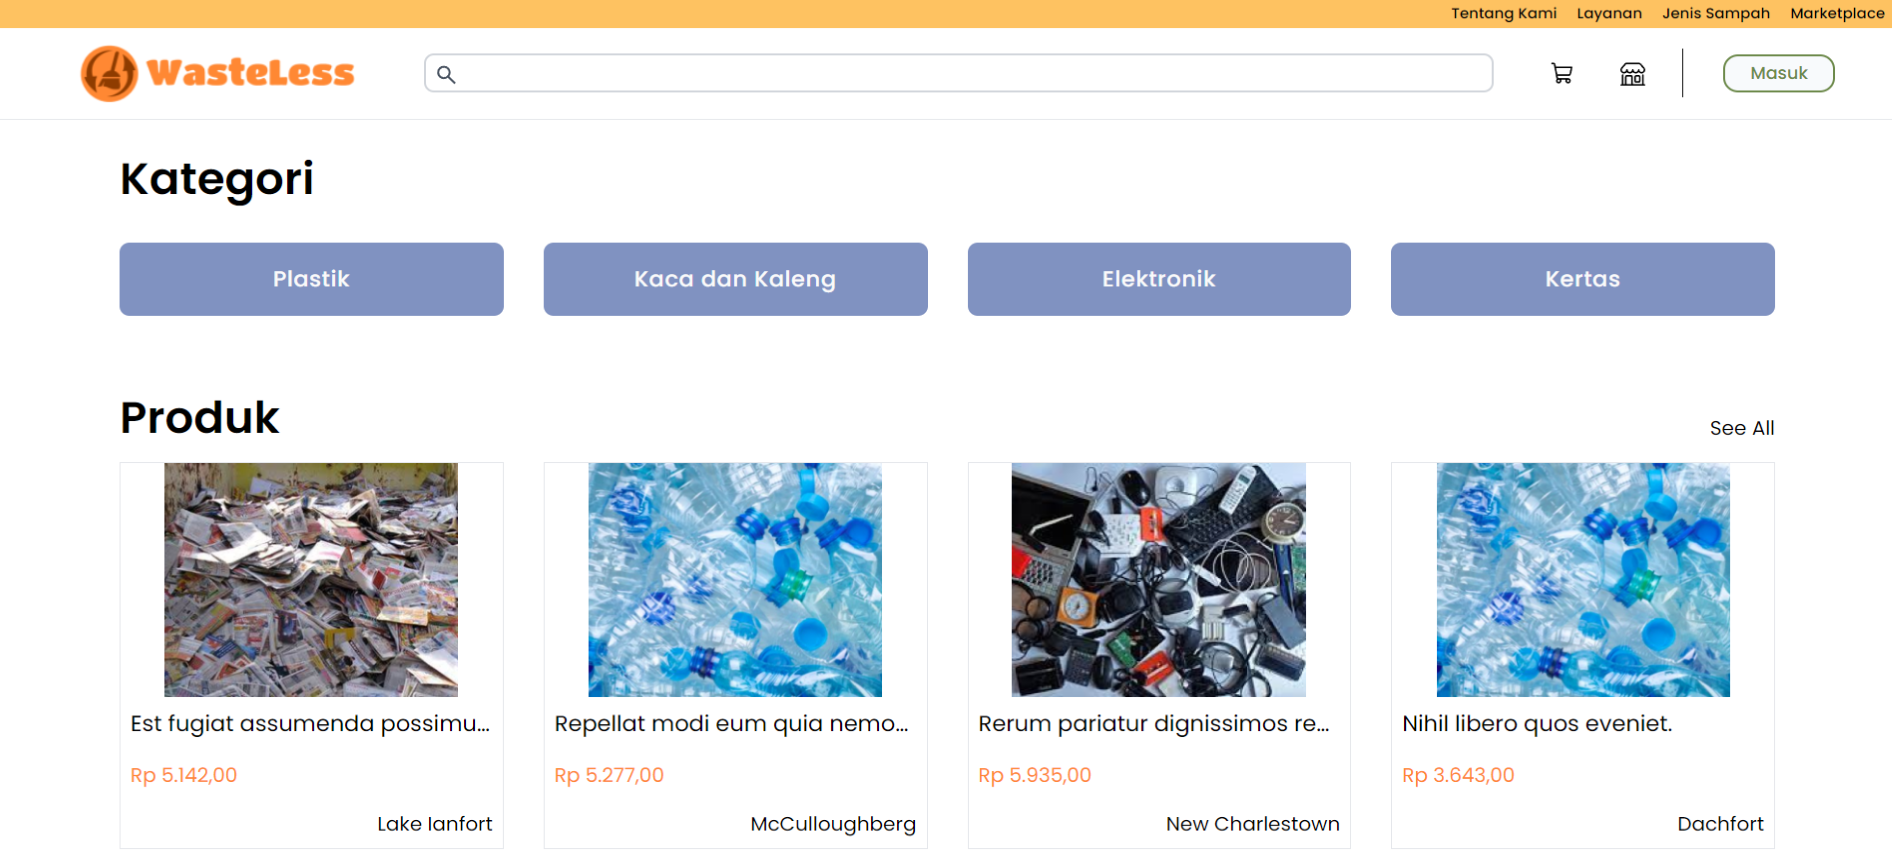 Tentang Kami Layanan Jenis Sampah Marketplace
WasteLess
Masuk
Kategori
Plastik
Kaca dan Kaleng
Elektronik
Kertas
Produk
See All
Est fugiat assumenda possimu...
Rp 5.142,00
Lake Ianfort
Repellat modi eum quia nemo...
Rp 5.277,00
McCulloughberg
Rerum pariatur dignissimos re...
Rp 5.935,00
New Charlestown
Nihil libero quos eveniet.
Rp 3.643,00
Dachfort